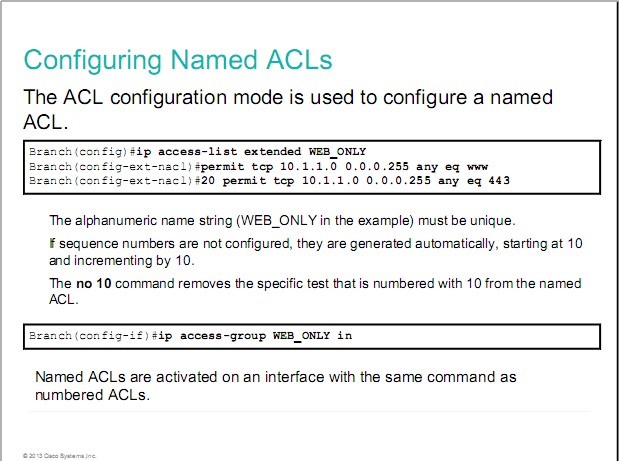 Configuring Named ACLs
The ACL configuration mode is used to configure a named
ACL.
Branch(config)#ip access-list extended WEB_ONLY
Branch(config-ext-nacl)#permit tcp 10.1.1.0 0.0.0.255 any eq www
Branch(config-ext-nacl)#20 permit tcp 10.1.1.0 0.0.0.255 any eq 443
The alphanumeric name string (WEB_ONLY in the example) must be unique.
If sequence numbers are not configured, they are generated automatically, starting at 10
and incrementing by 10.
The no 10 command removes the specific test that is numbered with 10 from the named
ACL.
Branch(config-if)#ip access-group WEB_ONLY in
Named ACLs are activated on an interface with the same command as
numbered ACLs.
© 2013 Cisco Systems, Inc.